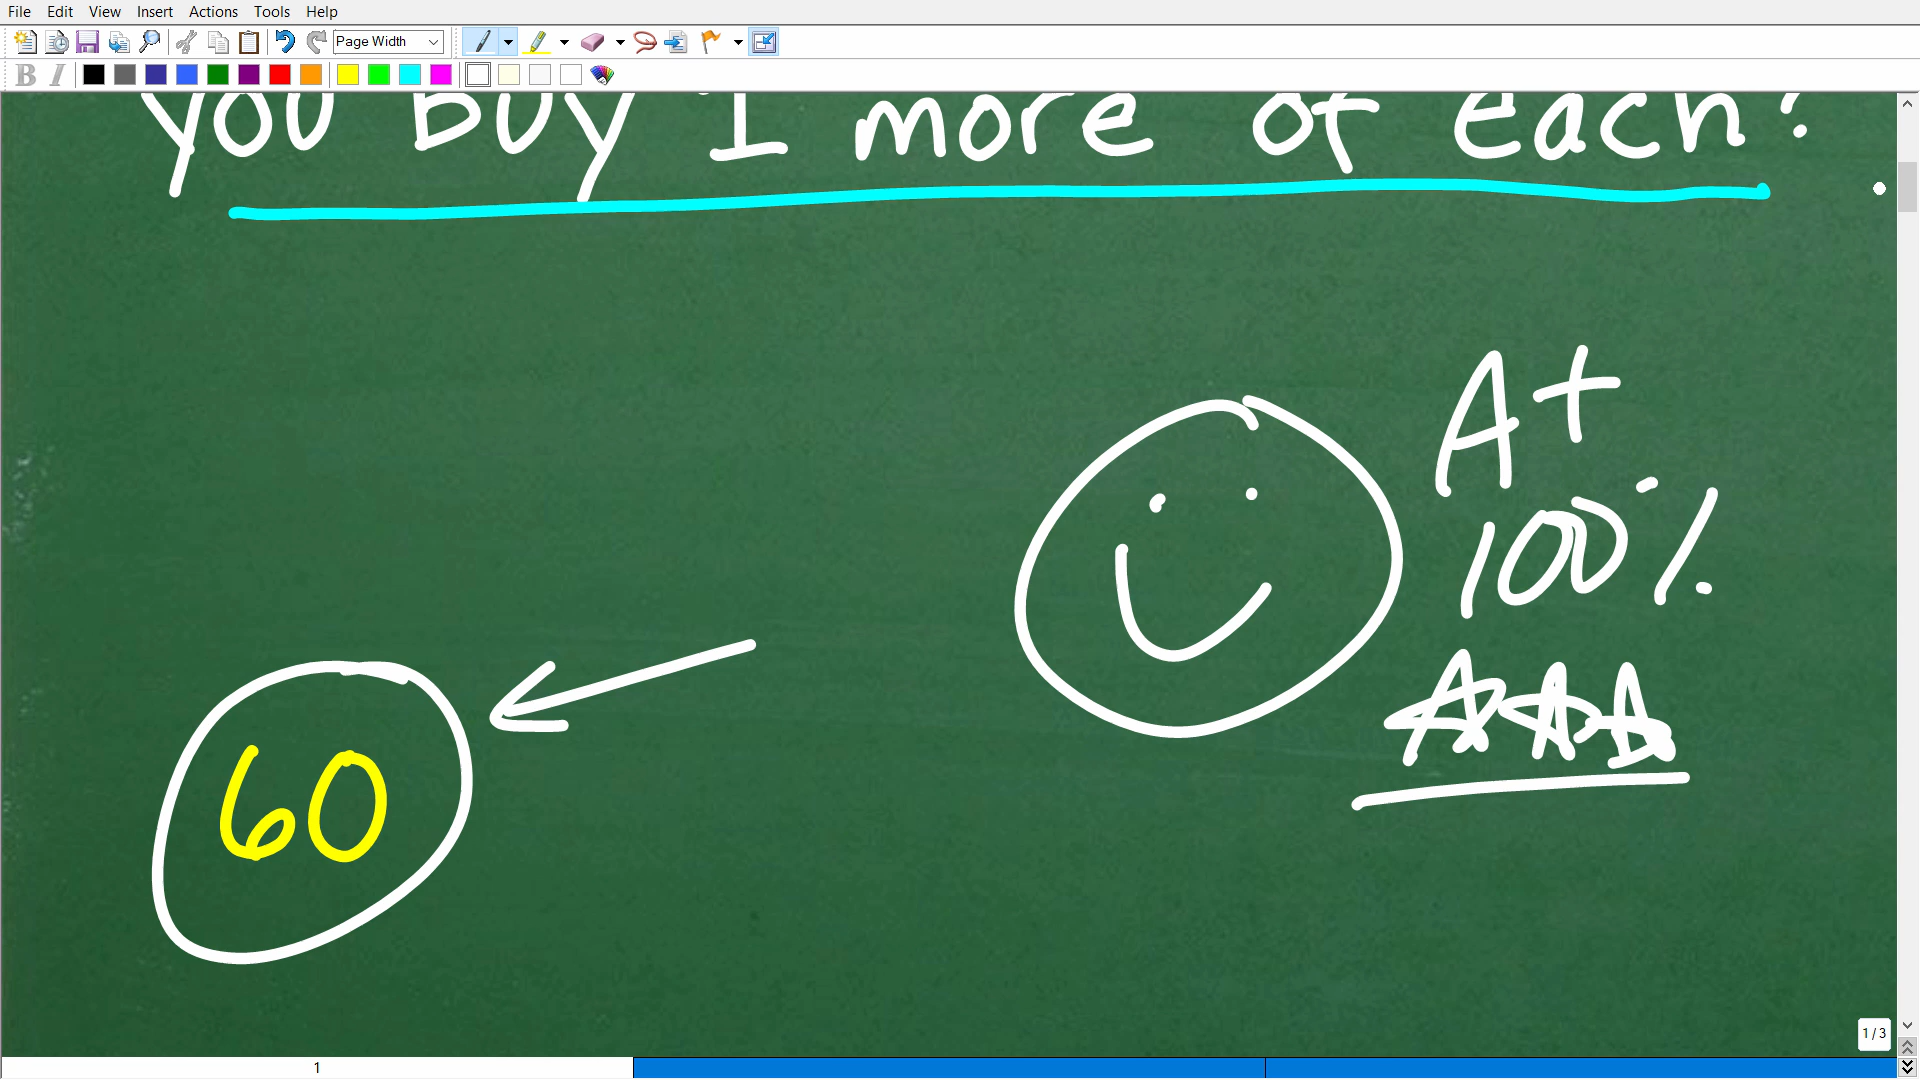 File Edit View Insert Actions Tools Help
Page Width
B I
you buy 1 more of each?
A+
100%
60
1 / 3
1